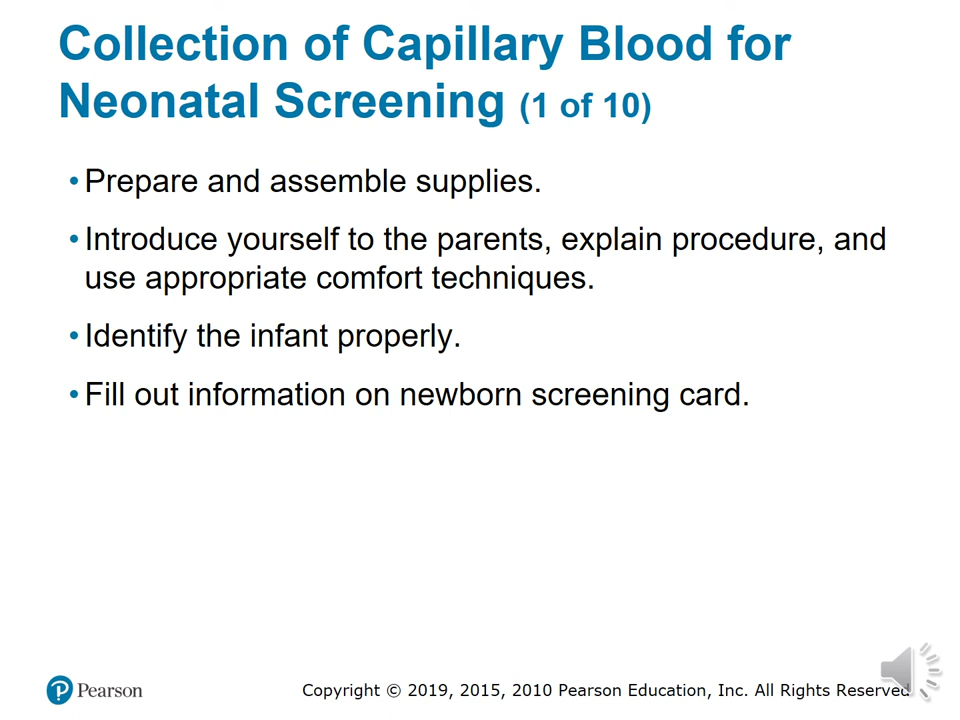 Collection of Capillary Blood for
Neonatal Screening (1 of 10)
• Prepare and assemble supplies.
• Introduce yourself to the parents, explain procedure, and
use appropriate comfort techniques.
• Identify the infant properly.
• Fill out information on newborn screening card.
Pearson
Copyright © 2019, 2015, 2010 Pearson Education, Inc. All Rights Reserved